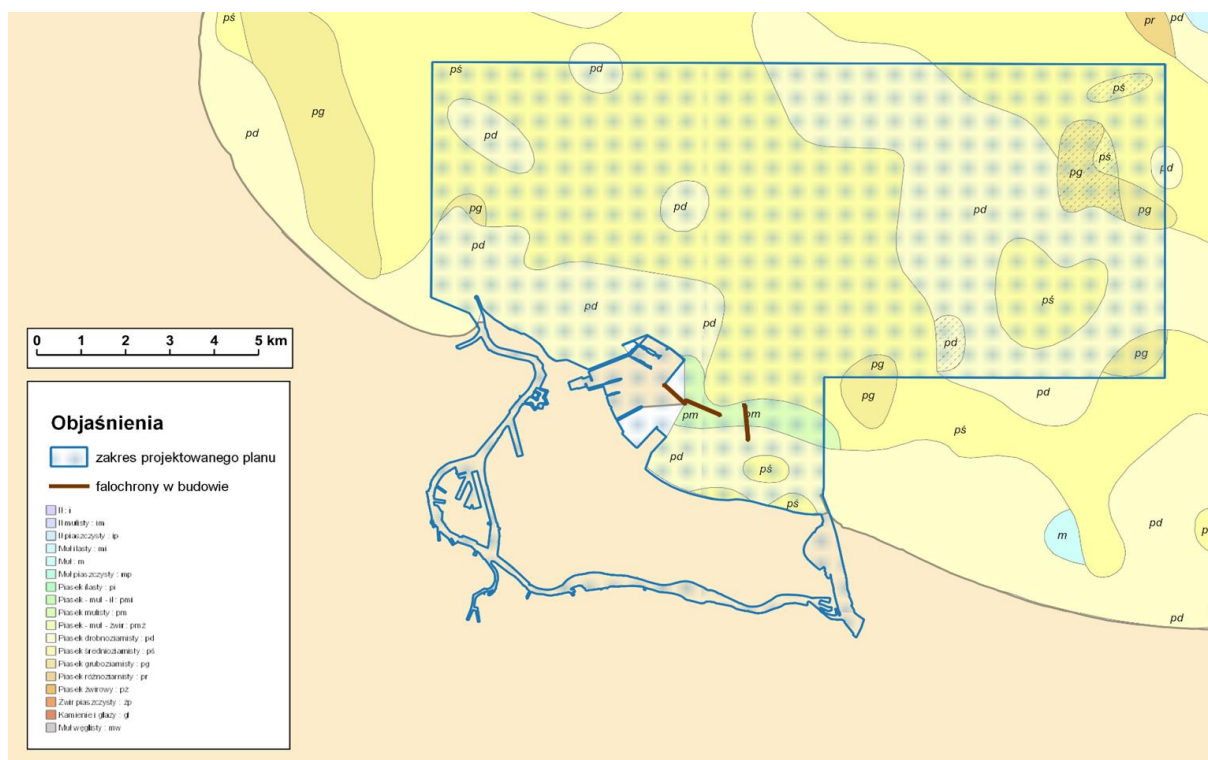 pś
pr
pd
pś
pd
pś
pg
pd
pd
pś
pg
pd
pg
pd
pd
pg
pd
pś
pd
pd
pd
pg
pg
pd
pg
pm
pm
pś
pd
pś
pś
pd
m
pd
p
0 1 2 3 4 5 km
Objaśnienia
zakres projektowanego planu
falochrony w budowie
Ił : i
Ił mulisty : im
Ił piaszczysty : ip
Muł ilasty : mi
Muł : m
Muł piaszczysty : mp
Piasek ilasty : pi
Piasek - muł - ił : pmi
Piasek mulisty : pm
Piasek - muł - żwir : pmż
Piasek drobnoziarnisty : pd
Piasek średnioziarnisty : pś
Piasek gruboziarnisty : pg
Piasek różnoziarnisty : pr
Piasek żwirowy : pż
Żwir piaszczysty : żp
Kamienie i głazy : gł
Muł węglisty : mw